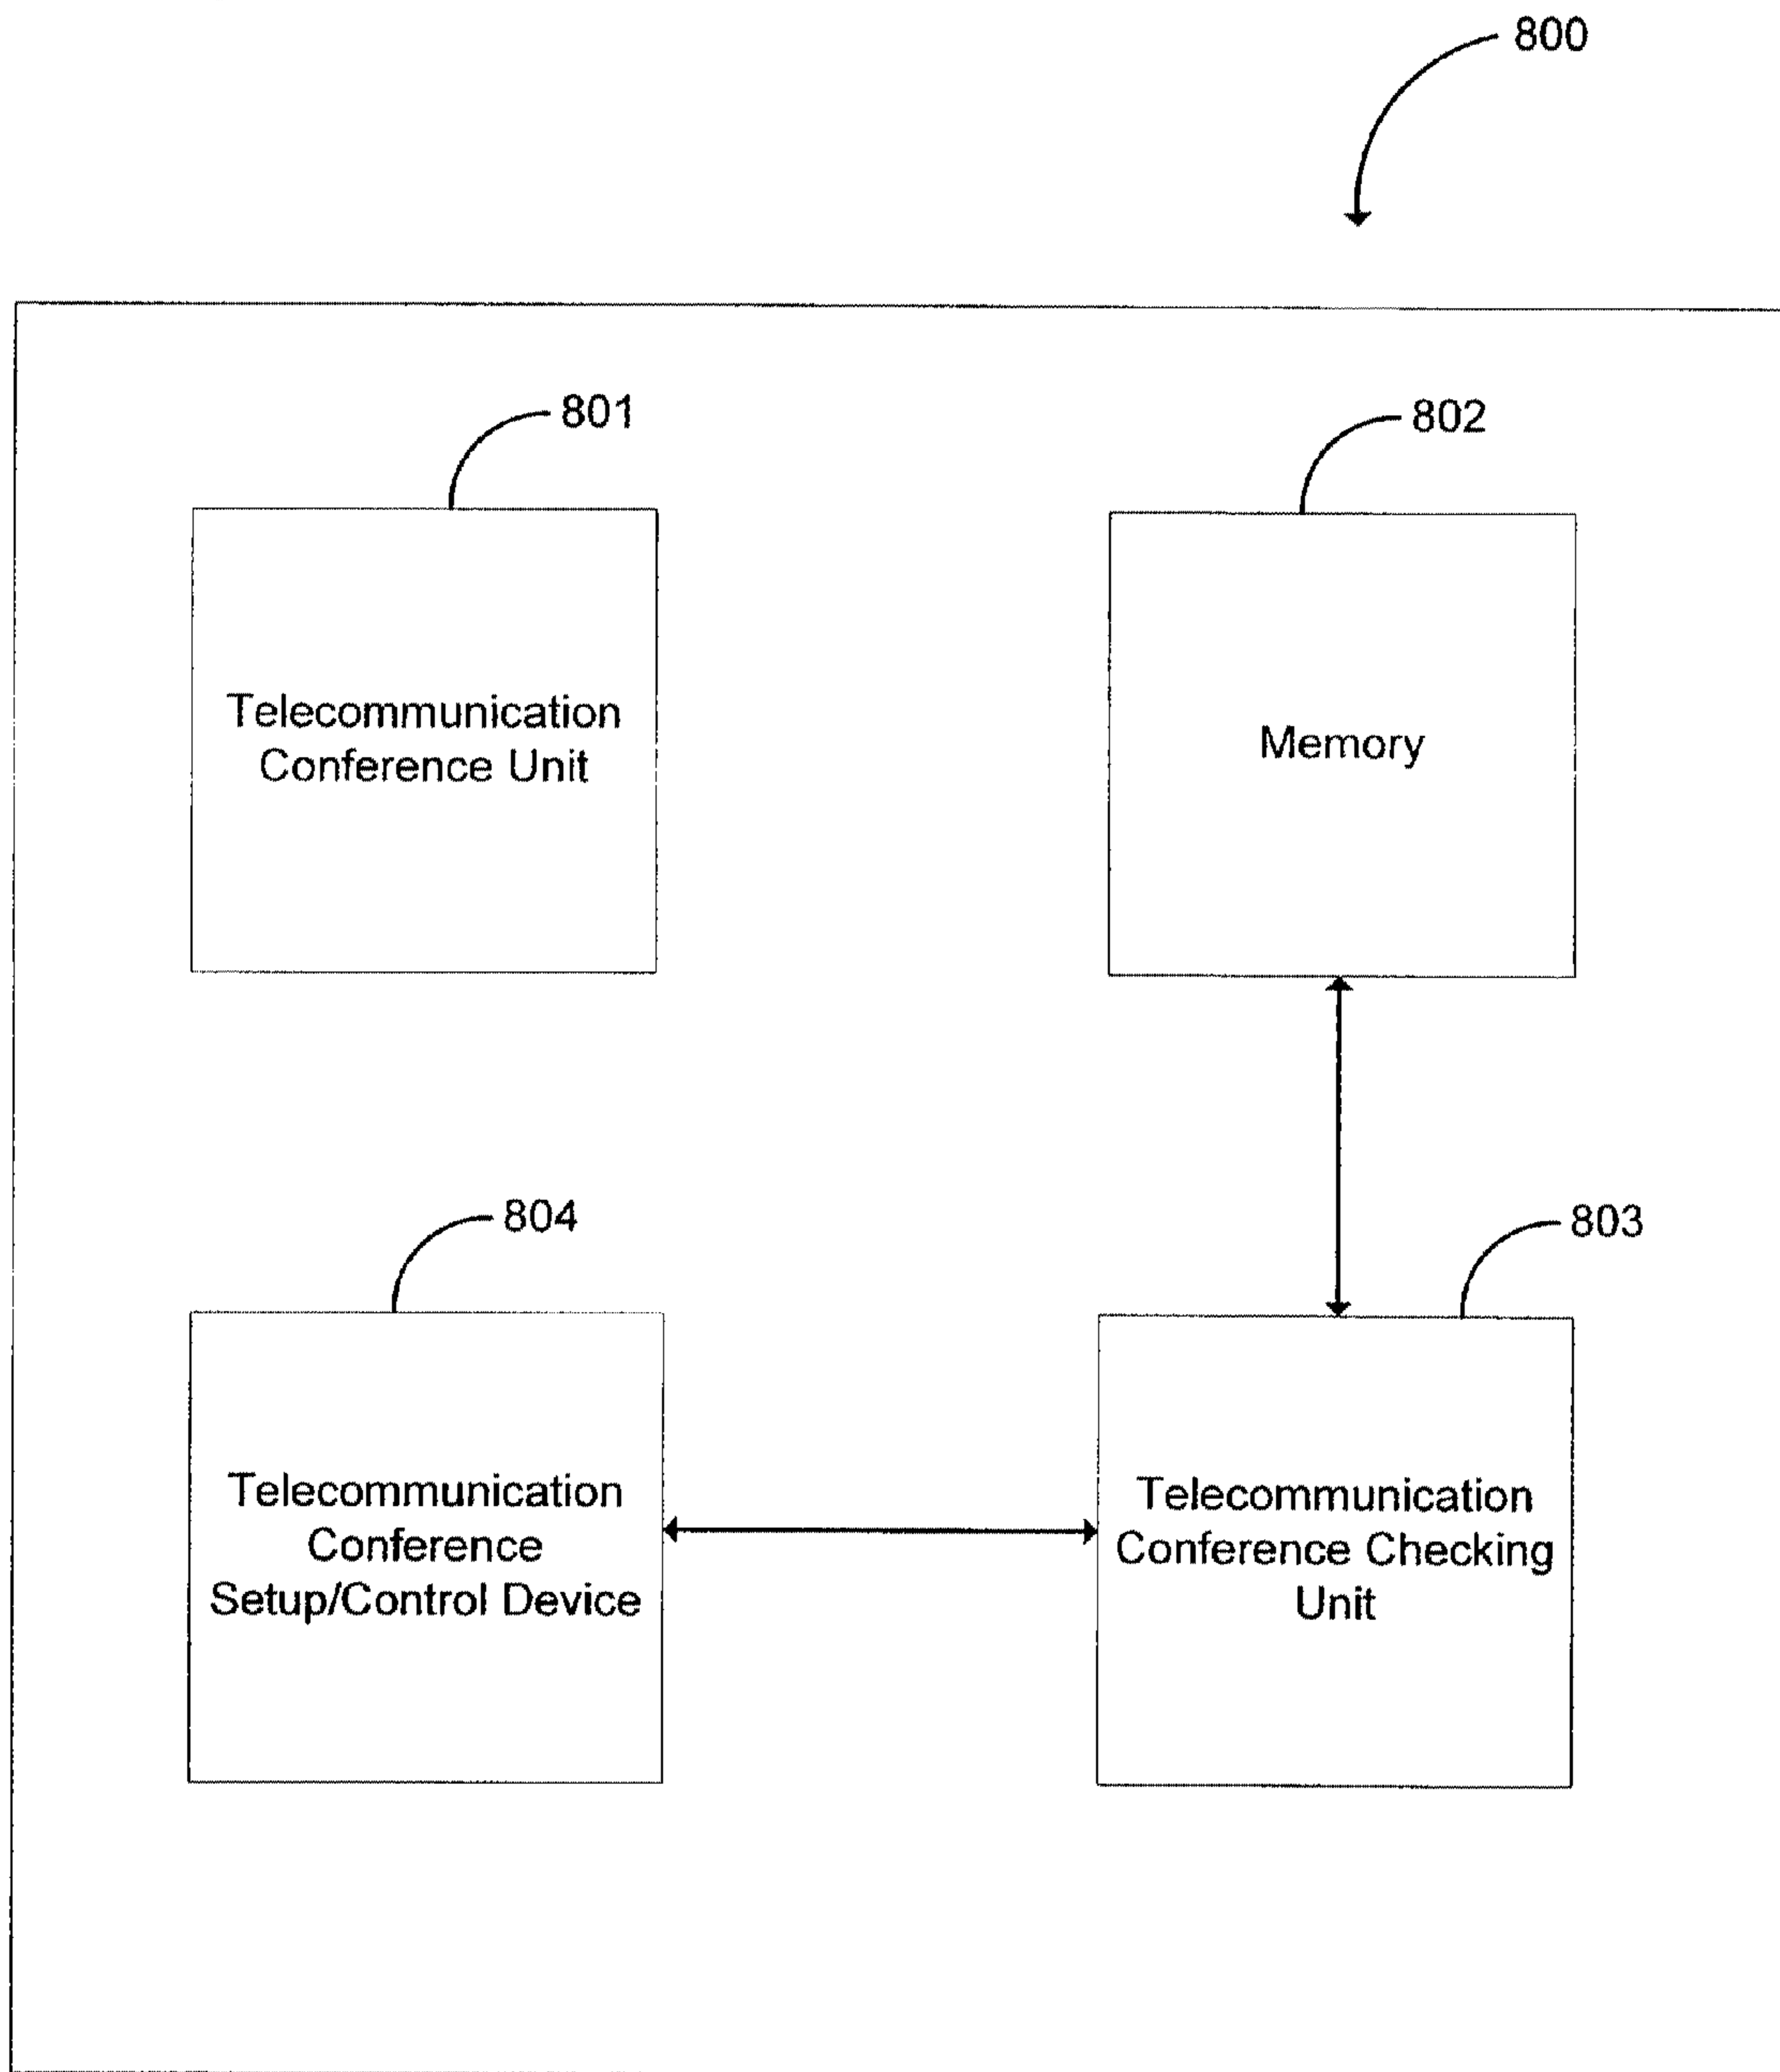 800
801
802
Telecommunication
Conference Unit
Memory
804
803
Telecommunication
Conference
Setup/Control Device
Telecommunication
Conference Checking
Unit